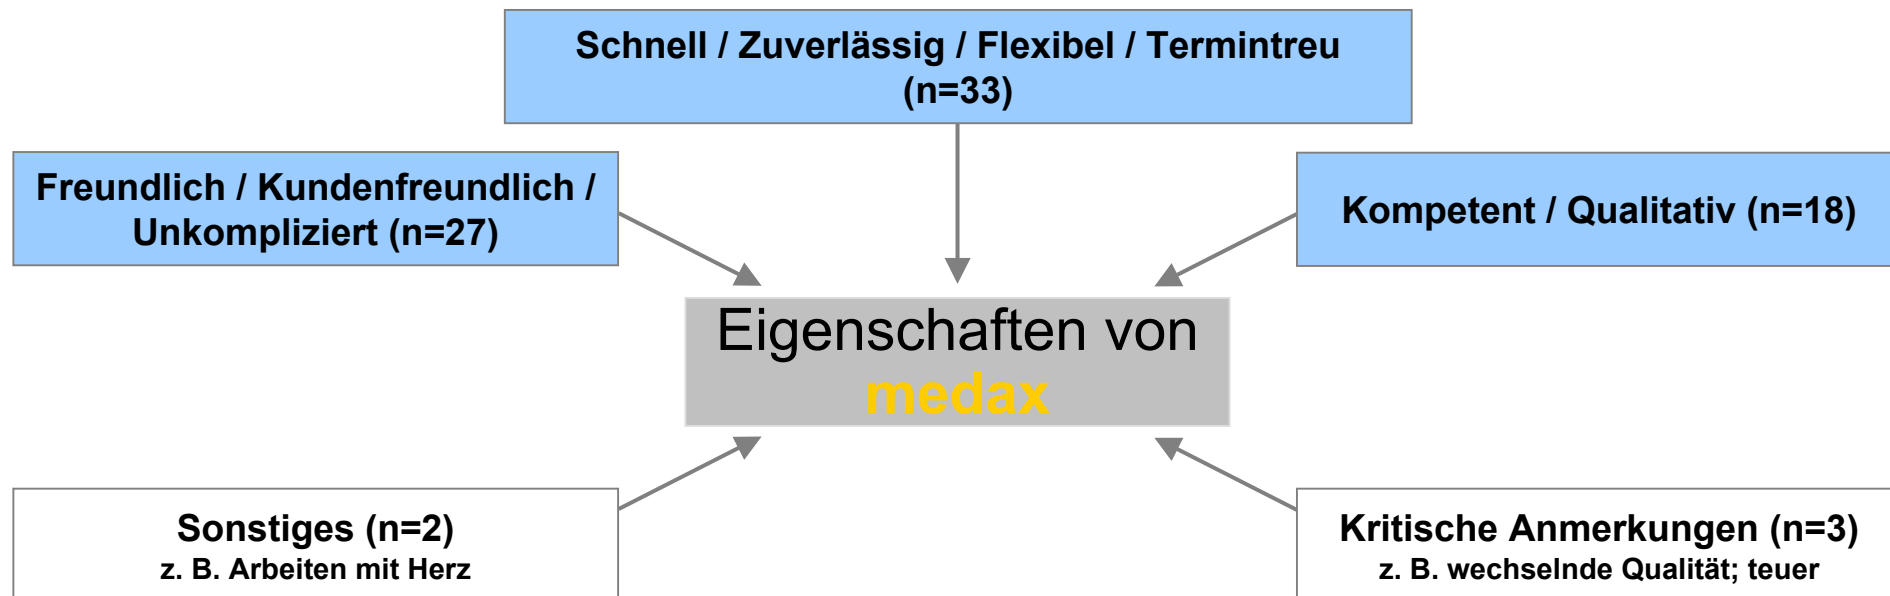 Schnell / Zuverlässig / Flexibel / Termintreu
(n=33)
Freundlich / Kundenfreundlich /
Unkompliziert (n=27)
Kompetent / Qualitativ (n=18)
Eigenschaften von
medax
Sonstiges (n=2)
z. B. Arbeiten mit Herz
Kritische Anmerkungen (n=3)
z. B. wechselnde Qualität; teuer